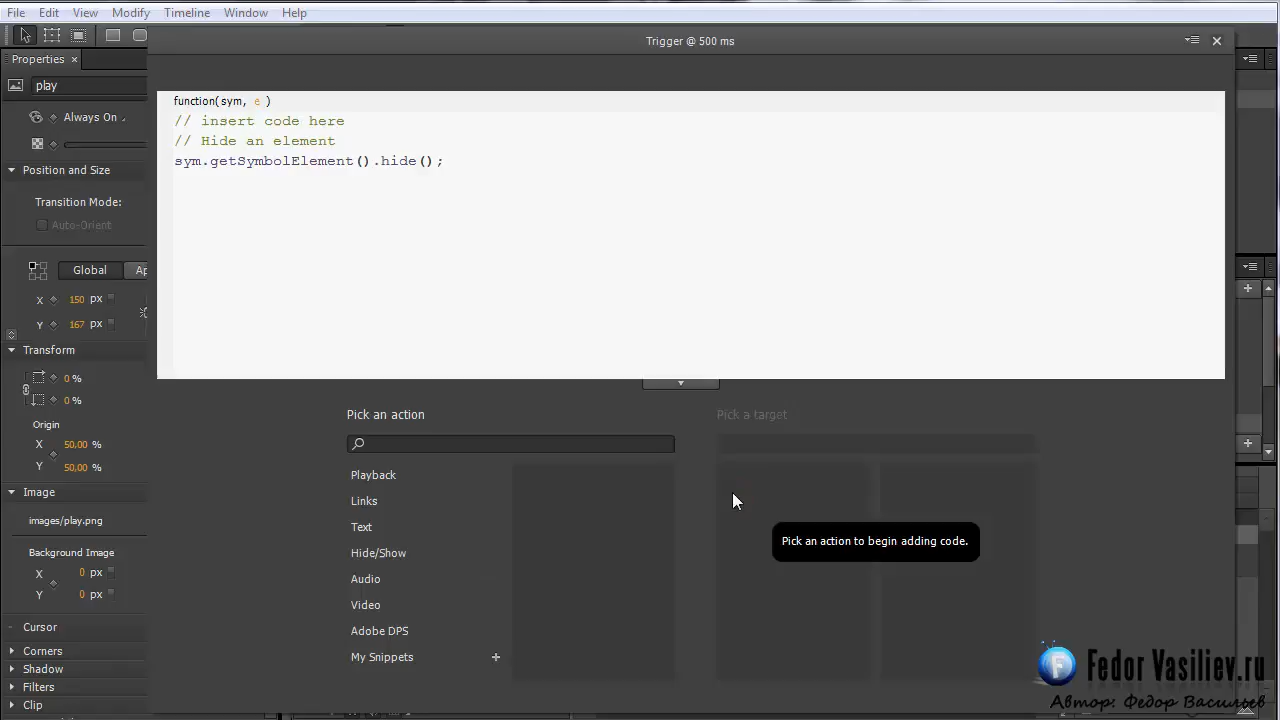 File Edit View Modify Timeline Window Help
Trigger @ 500 ms
Properties ×
play
function(sym, e )
Always On
// insert code here
// Hide an element
sym.getSymbolElement().hide();
Position and Size
Transition Mode:
Auto-Orient
Global Ap
X 150 px
Y 167 px
Transform
0 %
0 %
Origin
X 50,00 %
Y 50,00 %
Image
images/play.png
Background Image
X 0 px
Y 0 px
Cursor
Corners
Shadow
Filters
Clip
Pick an action
Pick a target
Playback
Links
Text
Hide/Show
Audio
Video
Adobe DPS
My Snippets +
Pick an action to begin adding code.
Fedor Vasiliev.ru
Автор: Федор Васильев